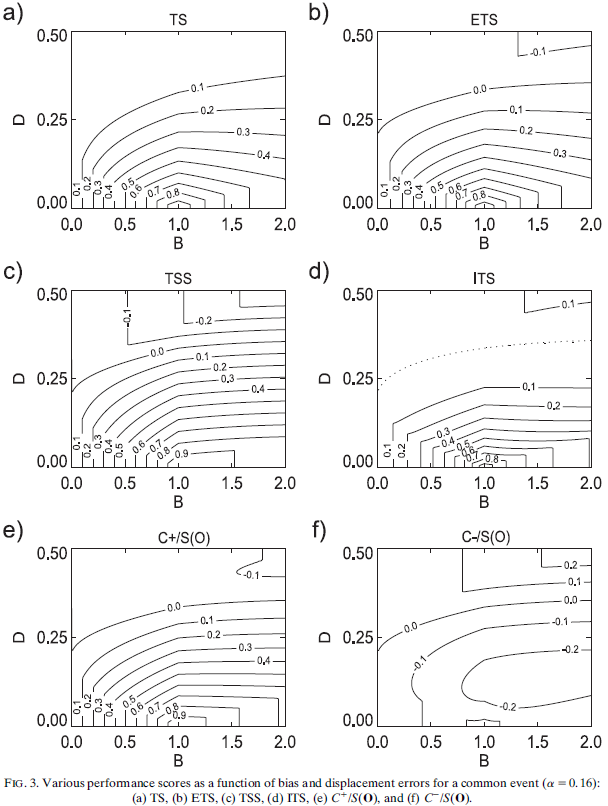 a)
TS
0.50
0.25
0.00
D
0.1
0.2
0.3
0.4
0.1
0.2
0.3
0.4
0.5
0.6
0.7
0.8
0.0 0.5 1.0 1.5 2.0
B
b)
ETS
0.50
0.25
0.00
D
-0.1
0.0
0.1
0.2
0.3
0.4
0.1
0.2
0.3
0.4
0.5
0.6
0.7
0.8
0.0 0.5 1.0 1.5 2.0
B
c)
TSS
0.50
0.25
0.00
D
-0.1
-0.2
0.0
0.1
0.2
0.3
0.4
0.1
0.2
0.3
0.4
0.5
0.6
0.7
0.8
0.9
0.0 0.5 1.0 1.5 2.0
B
d)
ITS
0.50
0.25
0.00
D
0.1
0.1
0.2
0.1
0.2
0.3
0.4
0.5
0.6
0.7
0.8
0.0 0.5 1.0 1.5 2.0
B
e)
C+/S(O)
0.50
0.25
0.00
D
-0.1
0.0
0.1
0.2
0.3
0.4
0.1
0.2
0.3
0.4
0.5
0.6
0.7
0.8
0.9
0.0 0.5 1.0 1.5 2.0
B
f)
C-/S(O)
0.50
0.25
0.00
D
0.2
0.1
0.0
0.0
-0.1
-0.1
-0.2
-0.2
0.0 0.5 1.0 1.5 2.0
B
FIG. 3. Various performance scores as a function of bias and displacement errors for a common event (α = 0.16):
(a) TS, (b) ETS, (c) TSS, (d) ITS, (e) C⁺/S(O), and (f) C⁻/S(O).